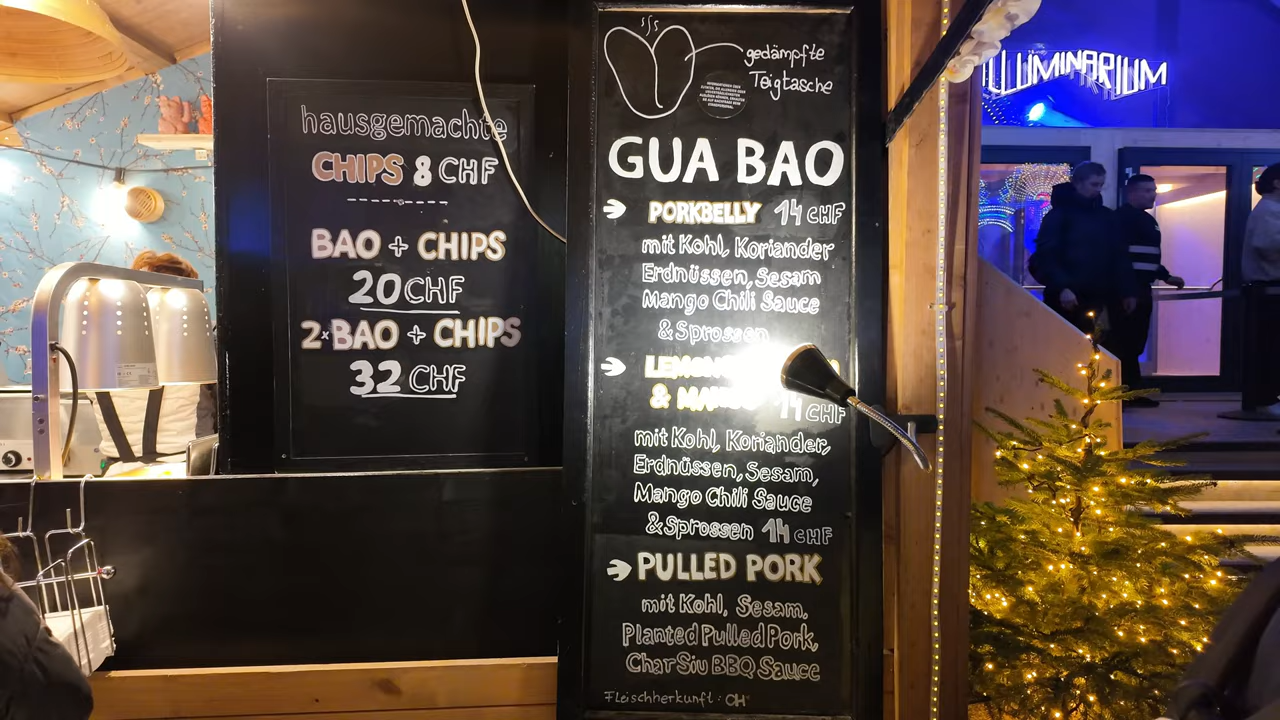 hausgemachte
CHIPS 8 CHF
BAO + CHIPS
20 CHF
2x BAO + CHIPS
32 CHF
gedämpfte
Teigtasche
GUA BAO
PORKBELLY 14 CHF
mit Kohl, Koriander
Erdnüssen, Sesam
Mango Chili Sauce
& Sprossen
& 14 CHF
mit Kohl, Koriander,
Erdnüssen, Sesam,
Mango Chili Sauce
& Sprossen 14 CHF
PULLED PORK
mit Kohl, Sesam,
Planted Pulled Pork,
Char Siu BBQ Sauce
Fleischherkunft: CH
ILLUMINARIUM